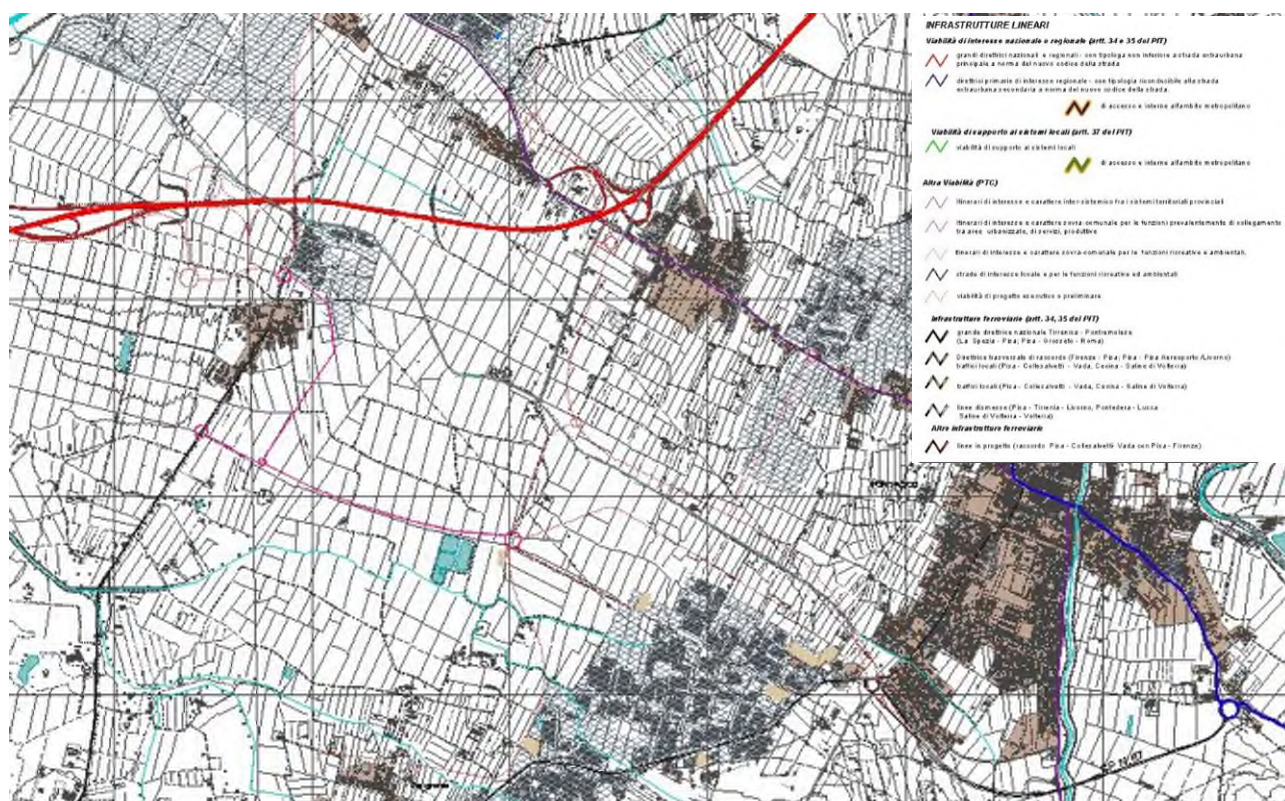 INFRASTRUTTURE LINEARI
Viabilità di interesse nazionale o regionale (artt. 34 e 35 del PIT)
grandi direttrici nazionali e regionali - con tipologa non inferiore a strada extraurbana
principale a norma del nuovo codice della strada
direttrici primarie di interesse regionale - con tipologia riconducibile alla strada
extraurbana secondaria a norma del nuovo codice della strada.
di accesso e interne all'ambito metropolitano
Viabilità di supporto ai sistemi locali (artt. 37 del PIT)
viabilità di supporto ai sistemi locali
di accesso e interne all'ambito metropolitano
Altra Viabilità (PTC)
Itinerari di interesse e carattere inter-sistemico fra i sistemi territoriali provinciali
Itinerari di interesse e carattere sovra-comunale per le funzioni prevalentemente di collegamento
tra aree urbanizzate, di servizi, produttive
Itinerari di interesse e carattere sovra-comunale per le funzioni ricreative e ambientali.
strade di interesse locale e per le funzioni ricreative ed ambientali
viabilità di progetto esecutivo o preliminare
Infrastrutture ferroviarie (artt. 34, 35 del PIT)
grande direttrice nazionale Tirrenica - Pontremolese
(La Spezia - Pisa; Pisa - Grosseto - Roma)
Direttrice trasversale di raccordo (Firenze - Pisa; Pisa - Pisa Aereoporto /Livorno)
traffici locali (Pisa - Collesalvetti - Vada, Cecina - Saline di Volterra)
traffici locali (Pisa - Collesalvetti - Vada, Cecina - Saline di Volterra)
linee dismesse (Pisa - Tirrenia - Livorno, Pontedera - Lucca
Saline di Volterra - Volterra)
Altre infrastrutture ferroviarie
linee in progetto (raccordo Pisa - Collesalvetti- Vada con Pisa - Firenze)